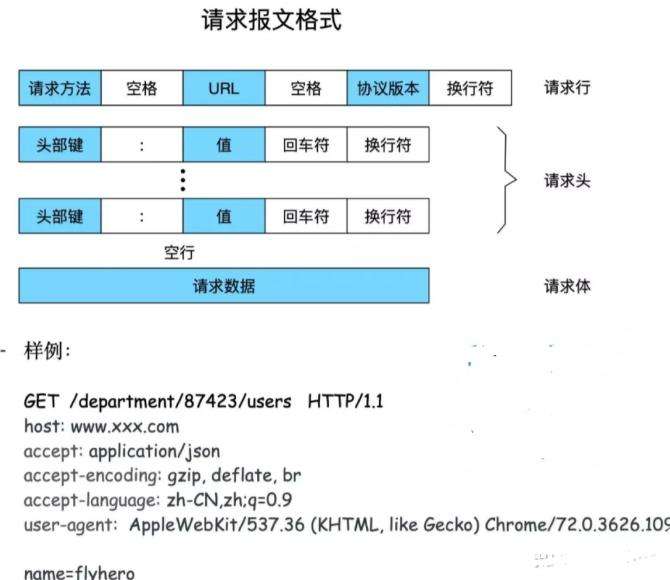 请求报文格式
请求方法 空格 URL 空格 协议版本 换行符 请求行
头部键 : 值 回车符 换行符
请求头
头部键 : 值 回车符 换行符
空行
请求数据 请求体
- 样例:
GET /department/87423/users HTTP/1.1
host: www.xxx.com
accept: application/json
accept-encoding: gzip, deflate, br
accept-language: zh-CN,zh;q=0.9
user-agent: AppleWebKit/537.36 (KHTML, like Gecko) Chrome/72.0.3626.109
name=flyhero